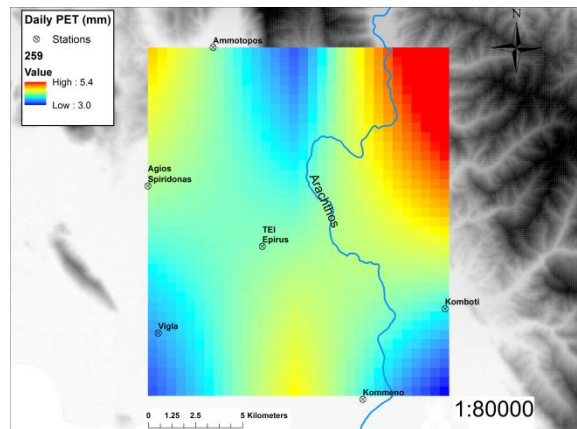 Daily PET (mm)
Stations
259
Value
High : 5.4
Low : 3.0
Ammotopos
N
Agios
Spiridonas
Arachthos
TEI
Epirus
Komboti
Vigla
Kommeno
0 1.25 2.5 5 Kilometers
1:80000